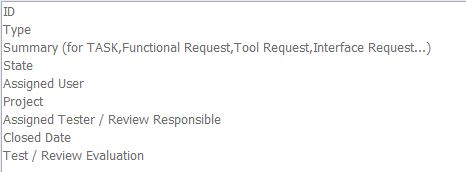 ID
Type
Summary (for TASK,Functional Request,Tool Request,Interface Request...)
State
Assigned User
Project
Assigned Tester / Review Responsible
Closed Date
Test / Review Evaluation